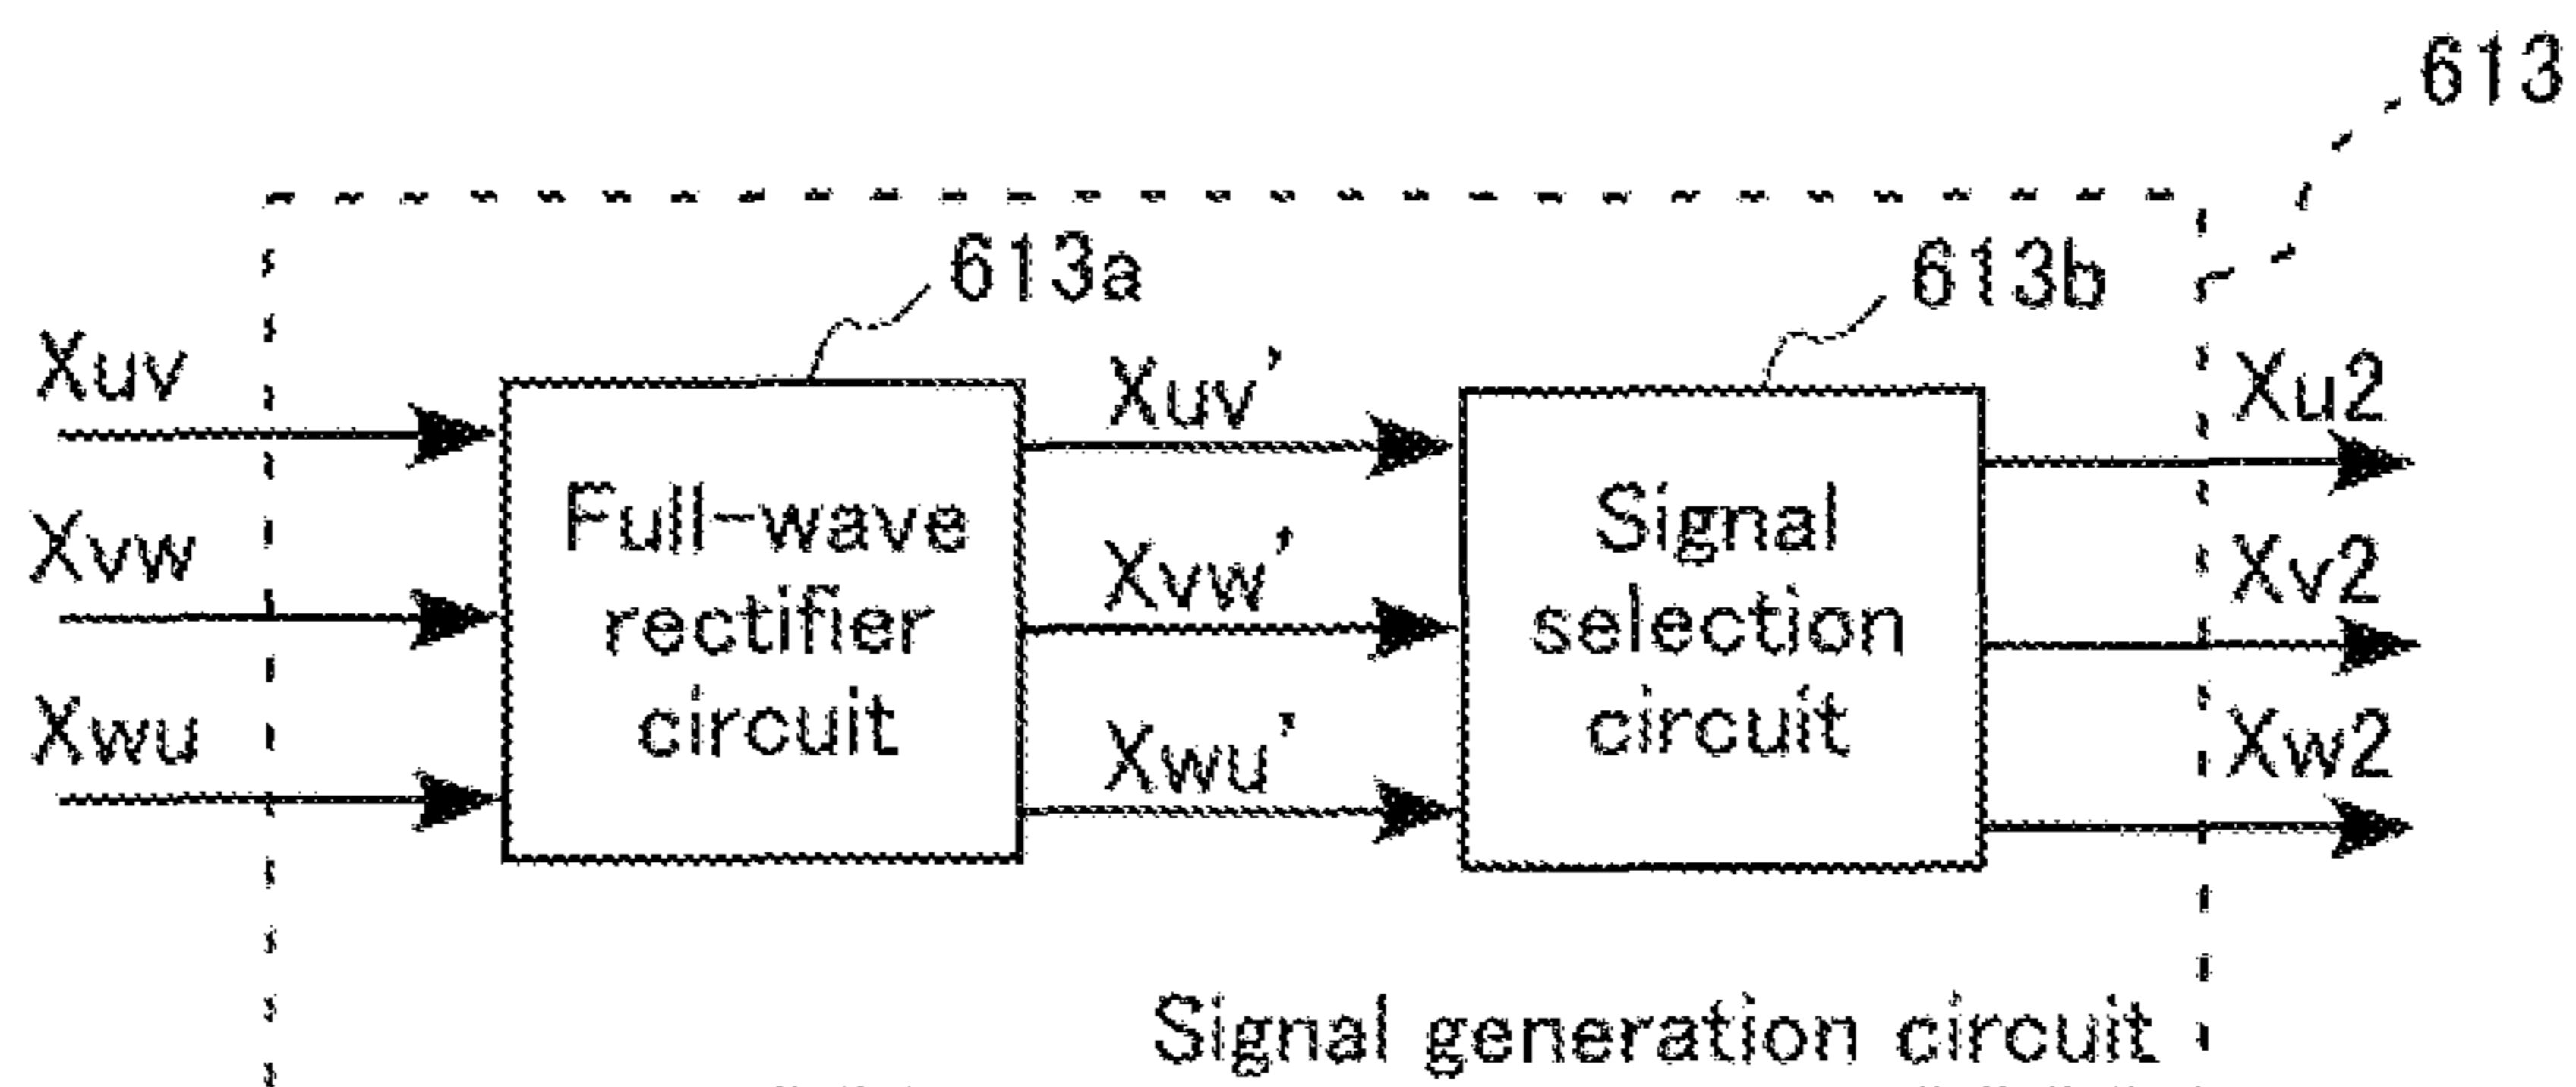 613
613a
613b
Xuv
Xvw
Xwu
Full-wave
rectifier
circuit
Xuv'
Xvw'
Xwu'
Signal
selection
circuit
Xu2
Xv2
Xw2
Signal generation circuit